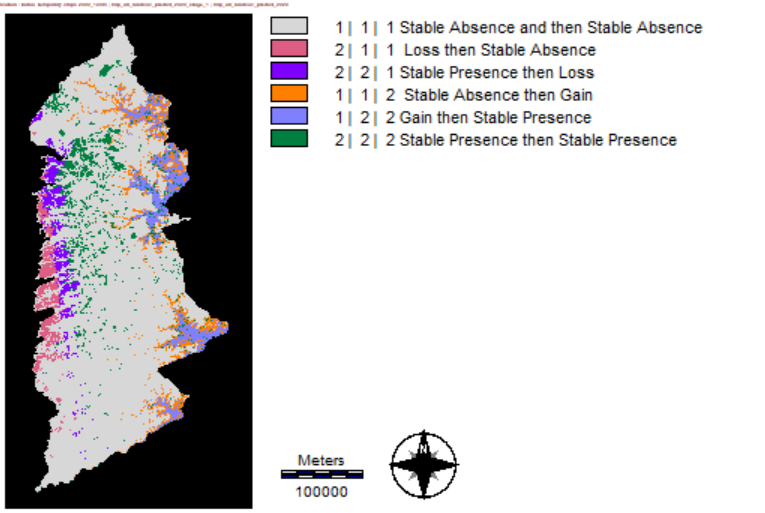 1| 1| 1 Stable Absence and then Stable Absence
2| 1| 1 Loss then Stable Absence
2| 2| 1 Stable Presence then Loss
1| 1| 2 Stable Absence then Gain
1| 2| 2 Gain then Stable Presence
2| 2| 2 Stable Presence then Stable Presence
Meters
100000